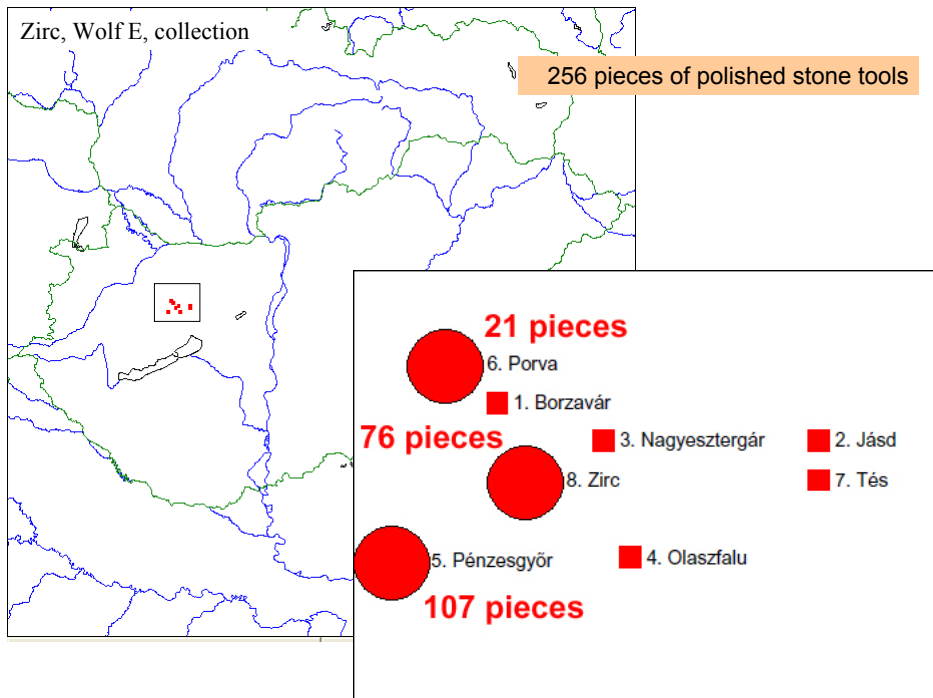 Zirc, Wolf E, collection
256 pieces of polished stone tools
21 pieces
6. Porva
1. Borzavár
76 pieces
3. Nagyesztergár
2. Jásd
8. Zirc
7. Tés
5. Pénzesgyőr
4. Olaszfalu
107 pieces